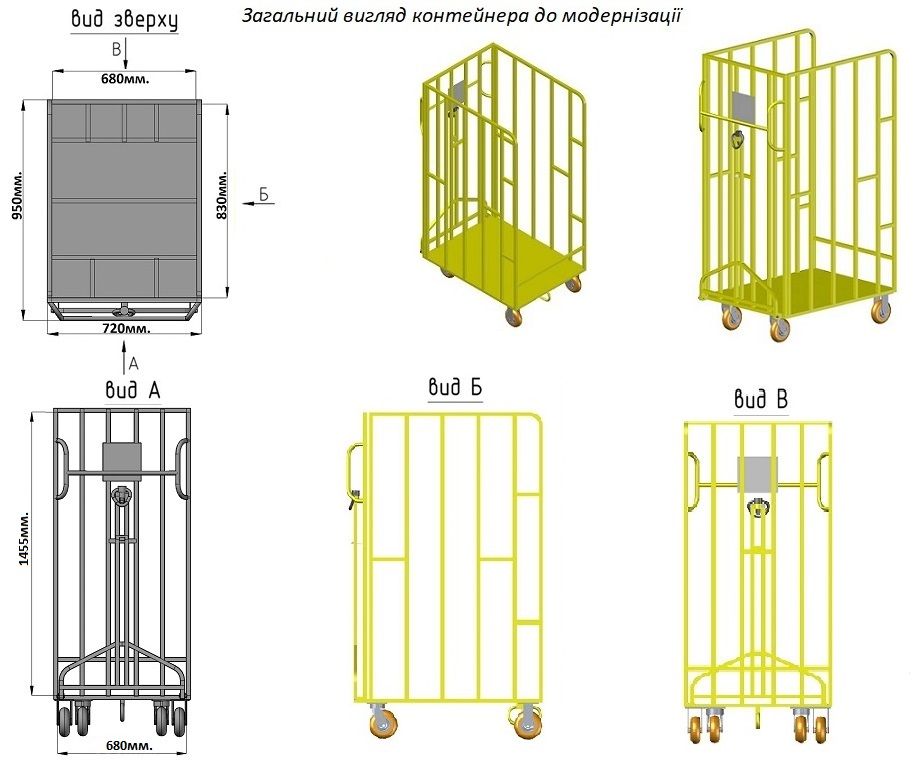 Загальний вигляд контейнера до модернізації
вид зверху
В
680мм.
950мм.
830мм.
Б
720мм.
А
вид А
вид Б
вид В
1455мм.
680мм.